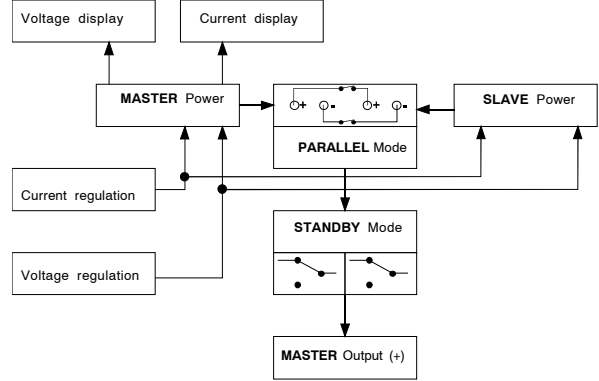 Voltage display
Current display
MASTER Power
+ - + -
SLAVE Power
PARALLEL Mode
Current regulation
STANDBY Mode
Voltage regulation
MASTER Output (+)